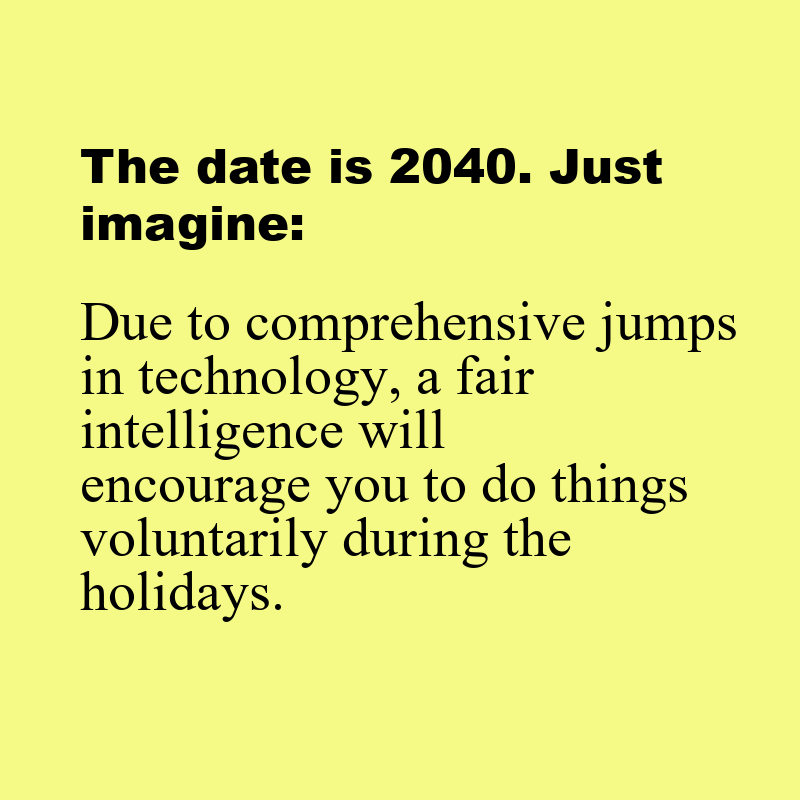 The date is 2040. Just
imagine:
Due to comprehensive jumps
in technology, a fair
intelligence will
encourage you to do things
voluntarily during the
holidays.